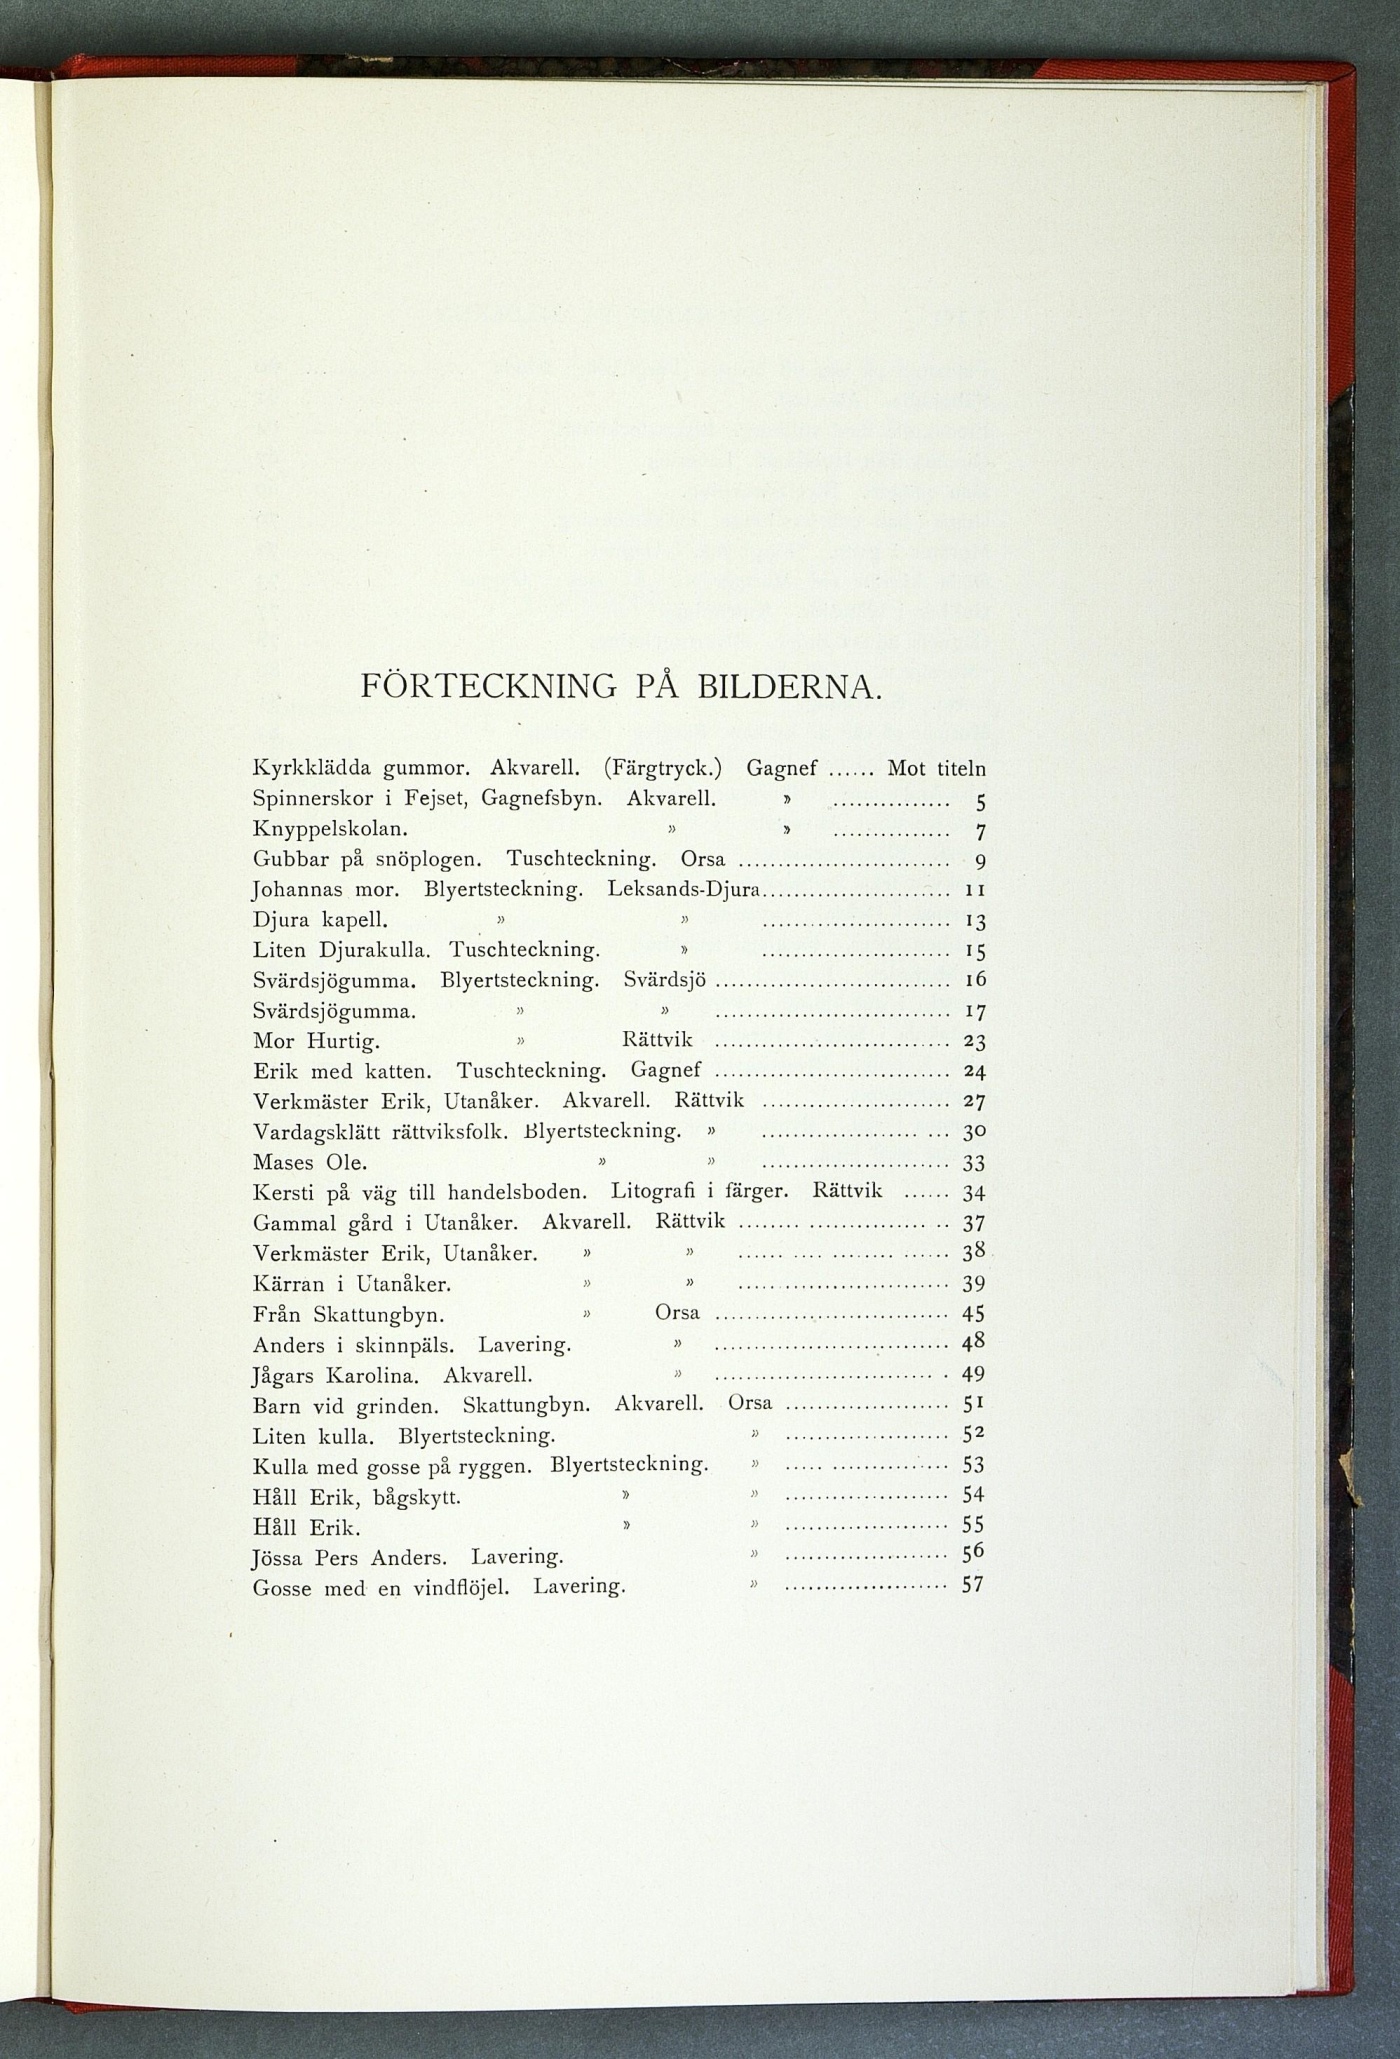 FÖRTECKNING PÅ BILDERNA.
Kyrkklädda gummor. Akvarell. (Färgtryck.) Gagnef ...... Mot titeln
Spinnerskor i Fejset, Gagnefsbyn. Akvarell. » ............... 5
Knyppelskolan. » » ............... 7
Gubbar på snöplogen. Tuschteckning. Orsa ........................... 9
Johannas mor. Blyertsteckning. Leksands-Djura........................ 11
Djura kapell. » » ........................ 13
Liten Djurakulla. Tuschteckning. » ........................ 15
Svärdsjögumma. Blyertsteckning. Svärdsjö .............................. 16
Svärdsjögumma. » » .............................. 17
Mor Hurtig. » Rättvik .............................. 23
Erik med katten. Tuschteckning. Gagnef .............................. 24
Verkmäster Erik, Utanåker. Akvarell. Rättvik ........................ 27
Vardagsklätt rättviksfolk. Blyertsteckning. » ........................ 30
Mases Ole. » » ........................ 33
Kersti på väg till handelsboden. Litografi i färger. Rättvik ...... 34
Gammal gård i Utanåker. Akvarell. Rättvik ........................... 37
Verkmäster Erik, Utanåker. » » ........................... 38
Kärran i Utanåker. » » ........................... 39
Från Skattungbyn. » Orsa .............................. 45
Anders i skinnpäls. Lavering. » .............................. 48
Jågars Karolina. Akvarell. » .............................. 49
Barn vid grinden. Skattungbyn. Akvarell. Orsa ..................... 51
Liten kulla. Blyertsteckning. » ..................... 52
Kulla med gosse på ryggen. Blyertsteckning. » ..................... 53
Håll Erik, bågskytt. » » ..................... 54
Håll Erik. » » ..................... 55
Jössa Pers Anders. Lavering. » ..................... 56
Gosse med en vindflöjel. Lavering. » ..................... 57